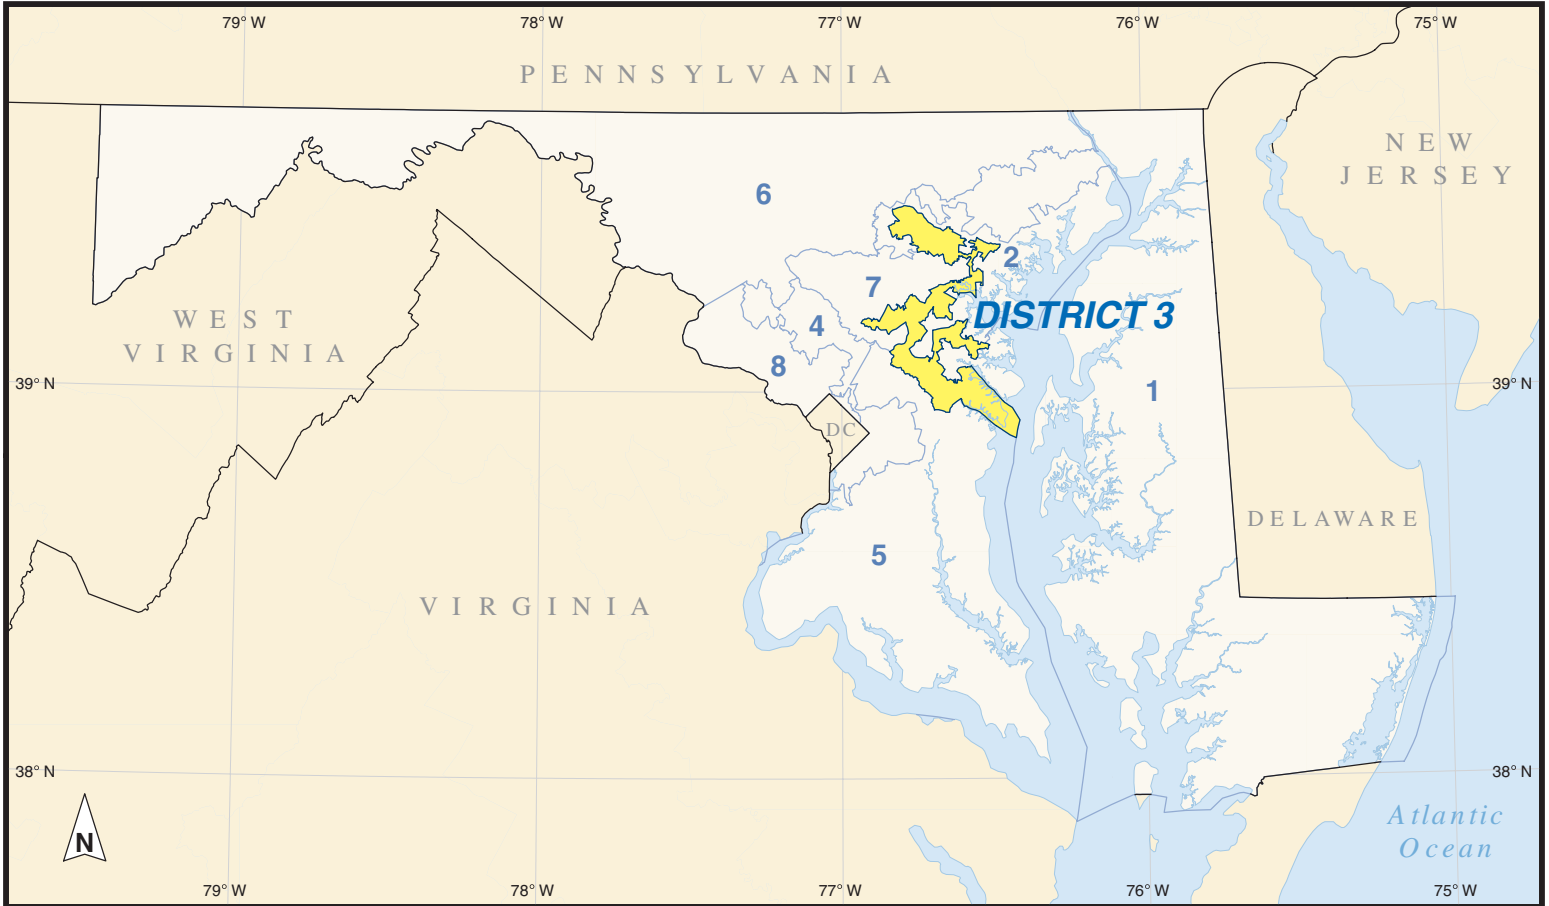 79° W
78° W
77° W
76° W
75° W
PENNSYLVANIA
NEW
JERSEY
6
2
7
DISTRICT 3
WEST
VIRGINIA
4
8
39° N
39° N
1
DC
DELAWARE
5
VIRGINIA
38° N
38° N
Atlantic
Ocean
N
79° W
78° W
77° W
76° W
75° W